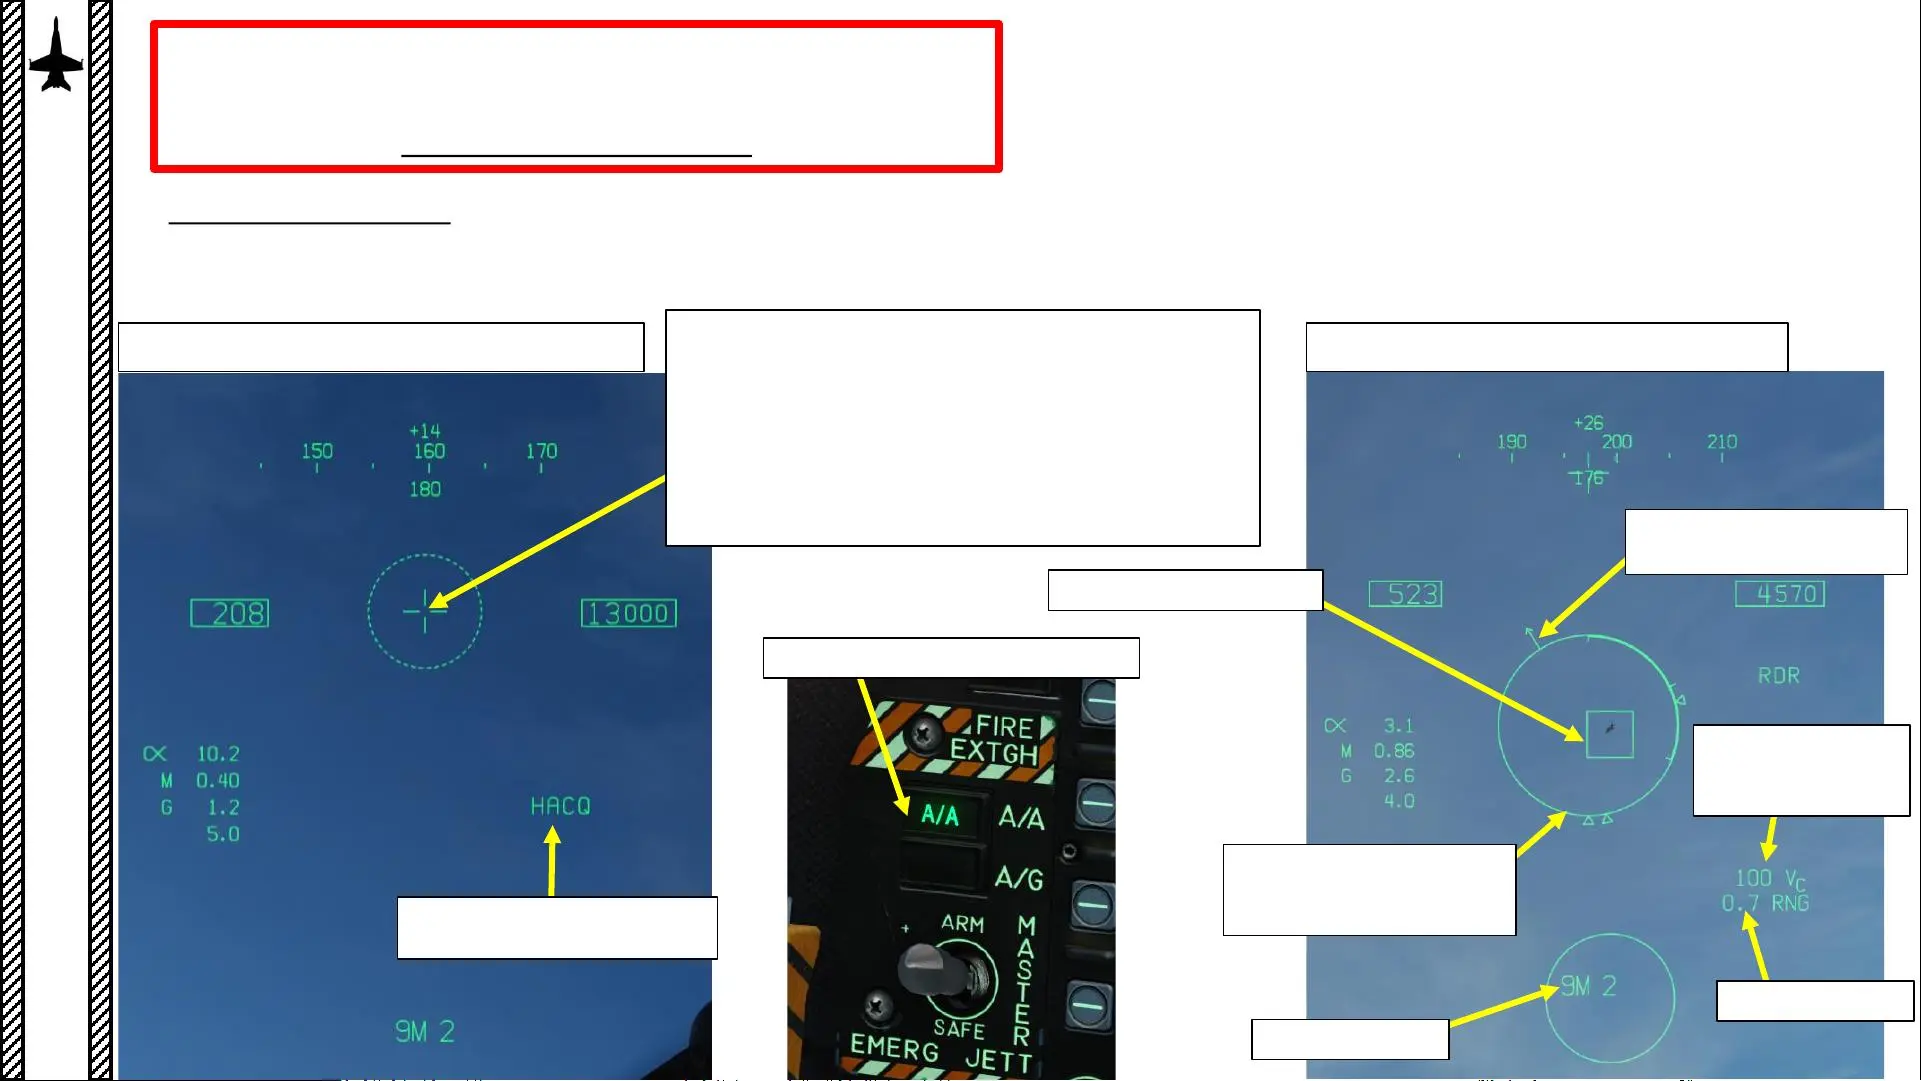 +14
150 160 170
180
208
13000
α 10.2
M 0.40
G 1.2
5.0
HACQ
9M 2
FIRE
EXTGH
A/A A/A
A/G
ARM
MASTER
SAFE
EMERG JETT
+26
190 200 210
176
523
4570
RDR
α 3.1
M 0.86
G 2.6
4.0
100 VC
0.7 RNG
9M 2